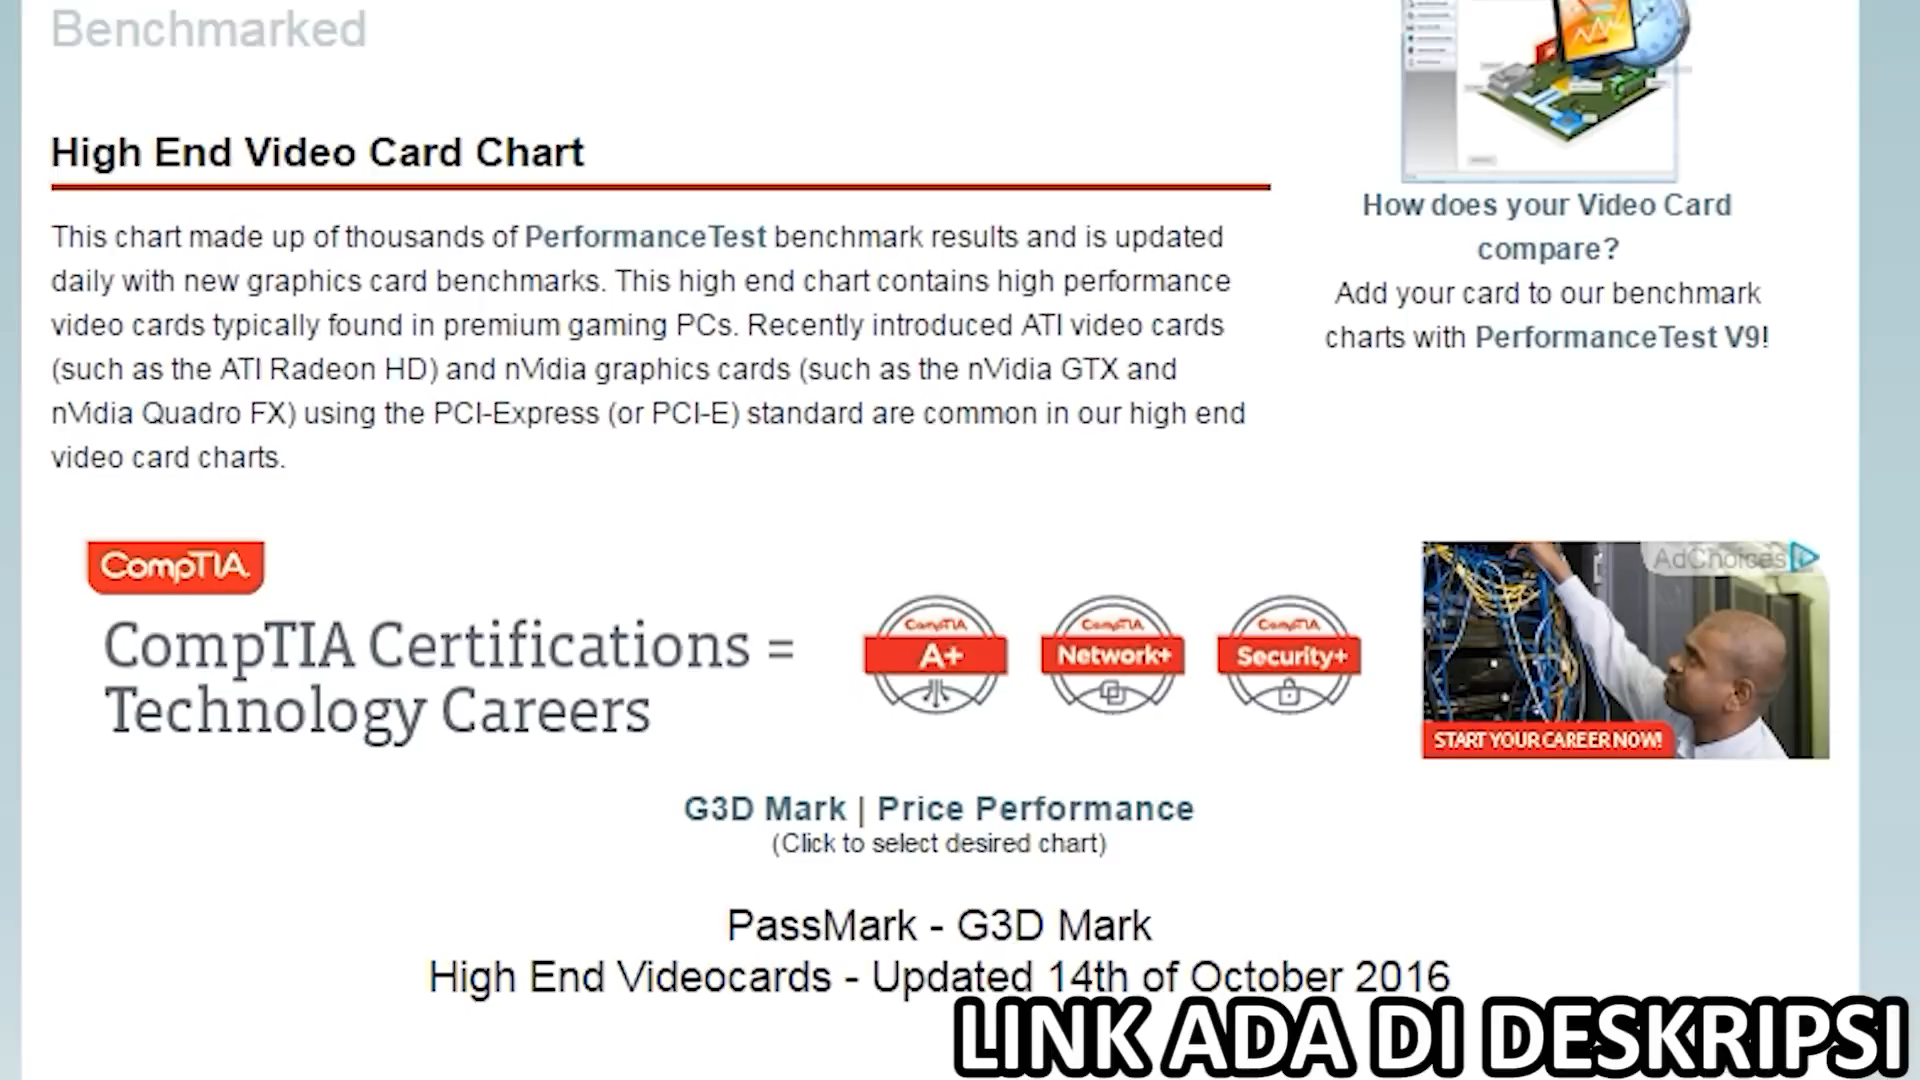 Benchmarked
High End Video Card Chart
This chart made up of thousands of PerformanceTest benchmark results and is updated
daily with new graphics card benchmarks. This high end chart contains high performance
video cards typically found in premium gaming PCs. Recently introduced ATI video cards
(such as the ATI Radeon HD) and nVidia graphics cards (such as the nVidia GTX and
nVidia Quadro FX) using the PCI-Express (or PCI-E) standard are common in our high end
video card charts.
How does your Video Card
compare?
Add your card to our benchmark
charts with PerformanceTest V9!
CompTIA.
CompTIA Certifications =
Technology Careers
CompTIA
A+
CompTIA
Network+
CompTIA
Security+
AdChoices
START YOUR CAREER NOW!
G3D Mark | Price Performance
(Click to select desired chart)
PassMark - G3D Mark
High End Videocards - Updated 14th of October 2016
LINK ADA DI DESKRIPSI